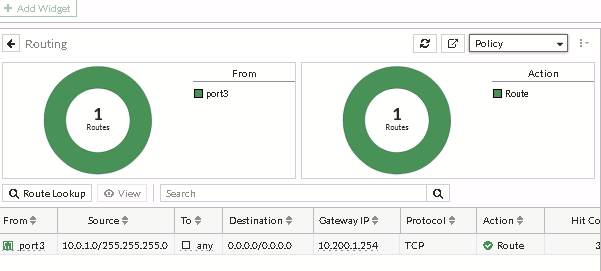 + Add Widget
Routing
Policy
1
Routes
From
port3
1
Routes
Action
Route
Route Lookup View Search
From Source To Destination Gateway IP Protocol Action Hit Co
port3 10.0.1.0/255.255.255.0 any 0.0.0.0/0.0.0.0 10.200.1.254 TCP Route 3